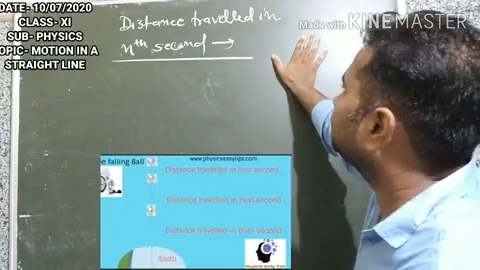 DATE- 10/07/2020
CLASS- XI
SUB- PHYSICS
OPIC- MOTION IN A
STRAIGHT LINE
Distance travelled in
nth second →
Made with KINEMASTER
e falling Ball
www.physicseasytips.com
Distance travelled in first second
Distance travelled in next second
Distance travelled in third second
Earth